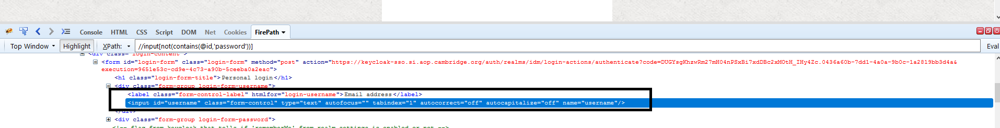 Console HTML CSS Script DOM Net Cookies FirePath
Top Window Highlight XPath: //input[not(contains(@id,'password'))] Eval
<div class="login-content">
<form id="login-form" class="login-form" method="post" action="https://keycloak-sso.si.aop.cambridge.org/auth/realms/idm/login-actions/authenticate?code=DUGYsgKhzwRm27mH04nPSxBi7xdDBc2xMOtH_IHy4Zc.0436a60b-7dd1-4a0a-9b0c-1a2819bb3d4a&
execution=9651e53c-cd9e-4c73-a90b-5ceeba0a2eac">
<h1 class="login-form-title">Personal login</h1>
<div class="form-group login-form-username">
<label class="form-control-label" htmlfor="login-username">Email address</label>
<input id="username" class="form-control" type="text" autofocus="" tabindex="1" autocorrect="off" autocapitalize="off" name="username"/>
</div>
<div class="form-group login-form-password">
<!-- flag from keycloak that tells if 'rememberMe' from realm settings is enabled or not -->